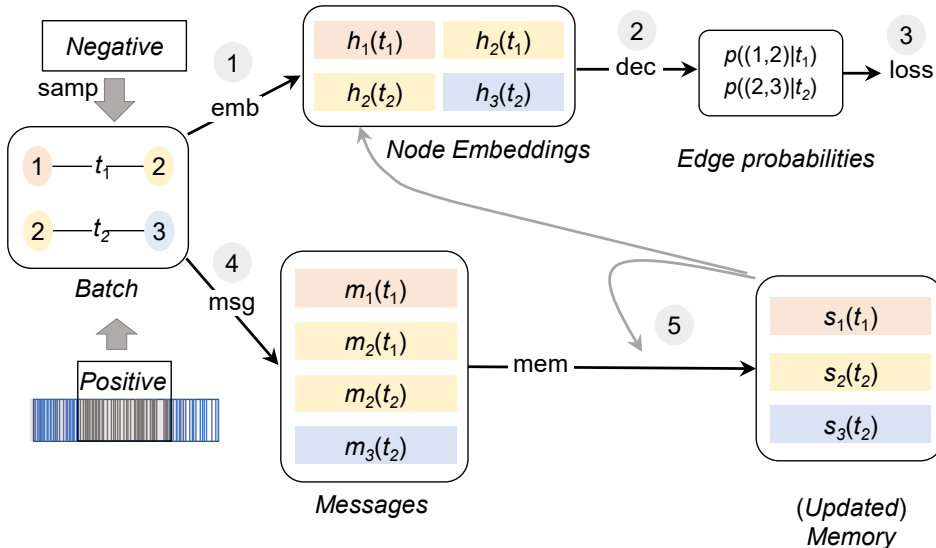 Negative
samp
1
emb
h1(t1) h2(t1)
h2(t2) h3(t2)
Node Embeddings
2
dec
p((1,2)|t1)
p((2,3)|t2)
Edge probabilities
3
loss
1 t1 2
2 t2 3
Batch
Positive
4
msg
m1(t1)
m2(t1)
m2(t2)
m3(t2)
Messages
mem
5
s1(t1)
s2(t2)
s3(t2)
(Updated)
Memory